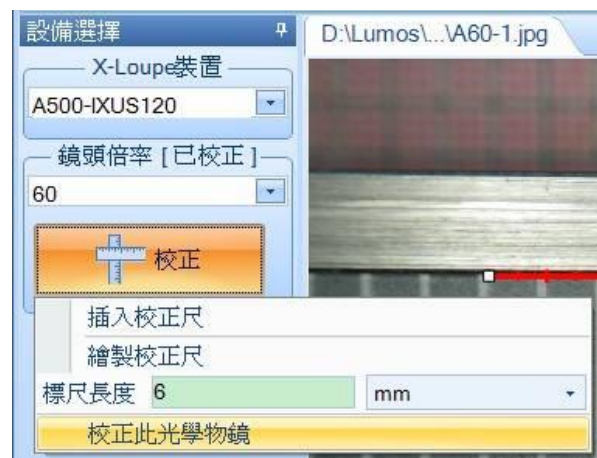 設備選擇
D:\Lumos\...\A60-1.jpg
X-Loupe裝置
A500-IXUS120
鏡頭倍率 [已校正]
60
校正
插入校正尺
繪製校正尺
標尺長度 6 mm
校正此光學物鏡